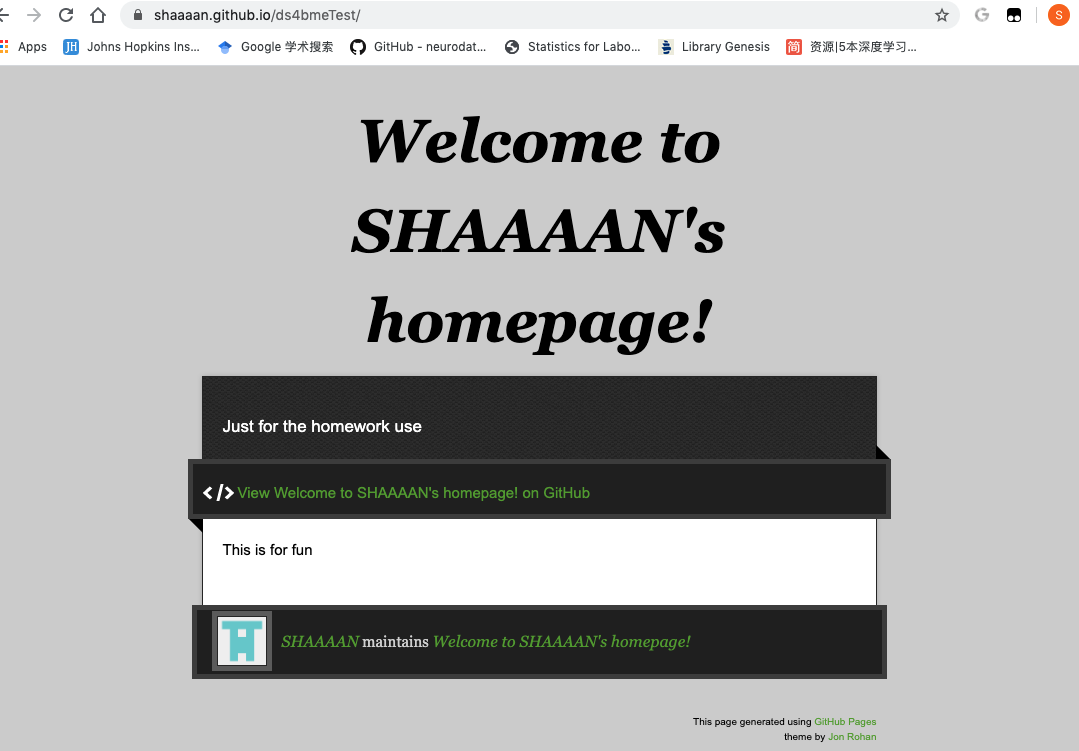 shaaaan.github.io/ds4bmeTest/
S
Apps JH Johns Hopkins Ins... Google 学术搜索 GitHub - neurodat... Statistics for Labo... Library Genesis 简 资源|5本深度学习...
Welcome to
SHAAAAN's
homepage!
Just for the homework use
</> View Welcome to SHAAAAN's homepage! on GitHub
This is for fun
SHAAAAN maintains Welcome to SHAAAAN's homepage!
This page generated using GitHub Pages
theme by Jon Rohan